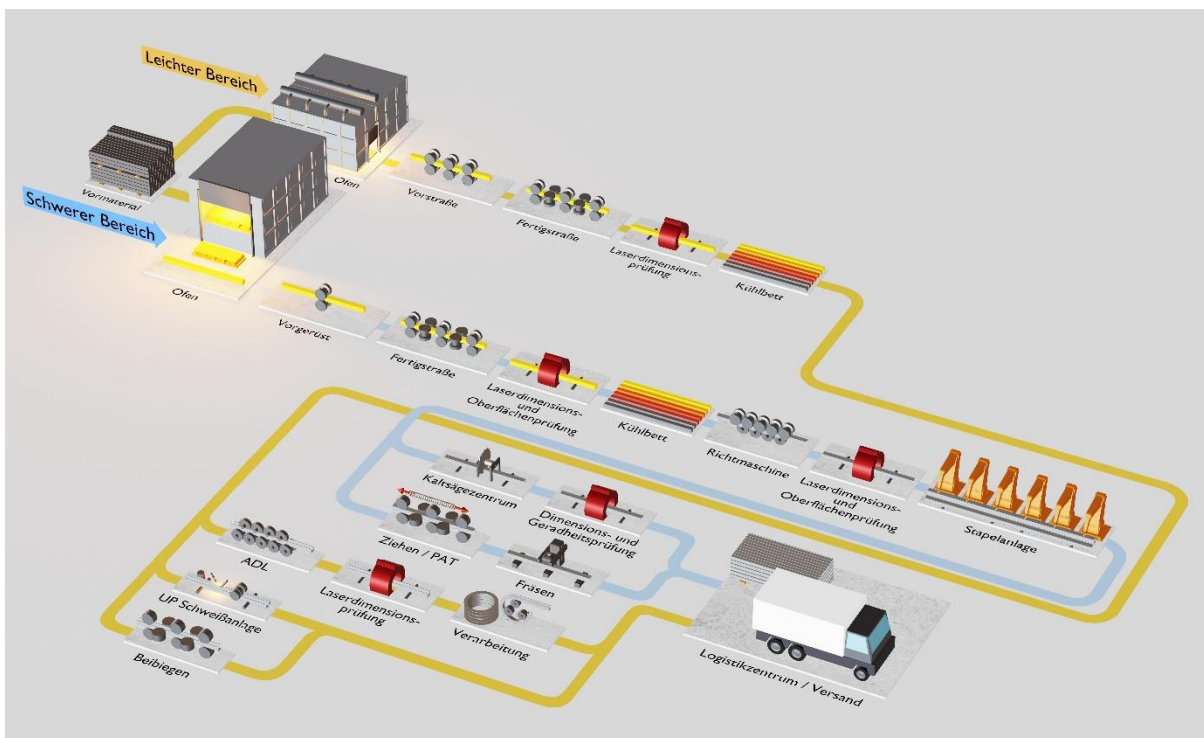 Leichter Bereich
Ofen
Vorstraße
Fertigstraße
Laserdimensions-
prüfung
Kühlbett
Vormaterial
Schwerer Bereich
Ofen
Vorgerüst
Fertigstraße
Laserdimensions-
und
Oberflächenprüfung
Kühlbett
Richtmaschine
Laserdimensions-
und
Oberflächenprüfung
Stapelanlage
Kaltsägezentrum
Dimensions- und
Geradheitsprüfung
Ziehen / PAT
Fräsen
ADL
Laserdimensions-
prüfung
Verarbeitung
UP Schweißanlage
Beibiegen
Logistikzentrum / Versand